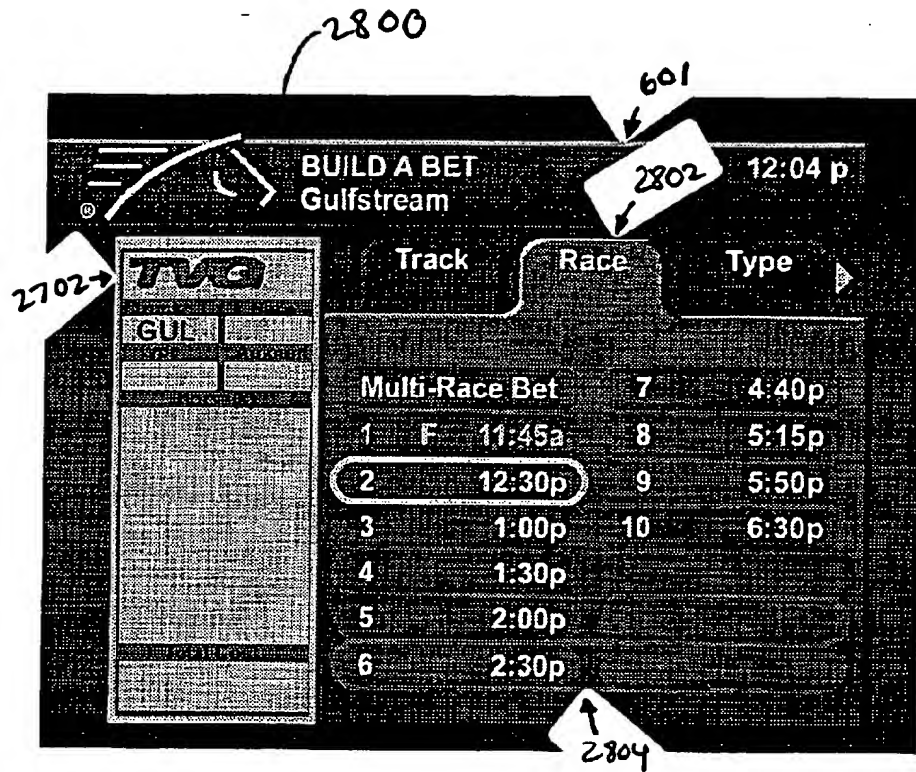 2800
601
BUILD A BET
Gulfstream
2802
12:04 p
®
2702
TVG
Track Race Type
GUL
Multi-Race Bet 7 4:40p
1 F 11:45a 8 5:15p
2 12:30p 9 5:50p
3 1:00p 10 6:30p
4 1:30p
5 2:00p
6 2:30p
2804